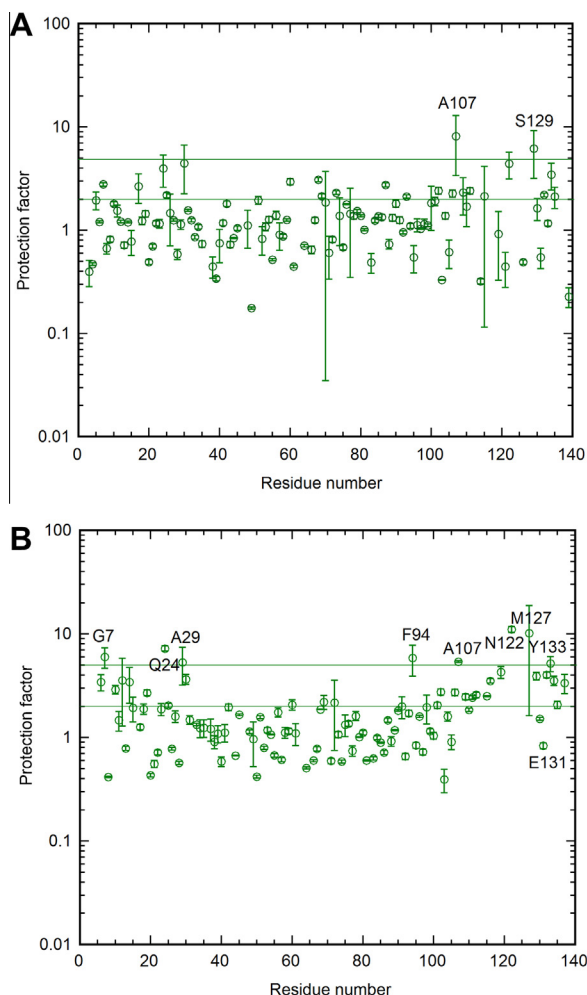 A
100
10
1
0.1
0.01
Protection factor
A107
S129
0 20 40 60 80 100 120 140
Residue number
B
100
10
1
0.1
0.01
Protection factor
G7
Q24
A29
F94
A107
N122
M127
Y133
E131
0 20 40 60 80 100 120 140
Residue number